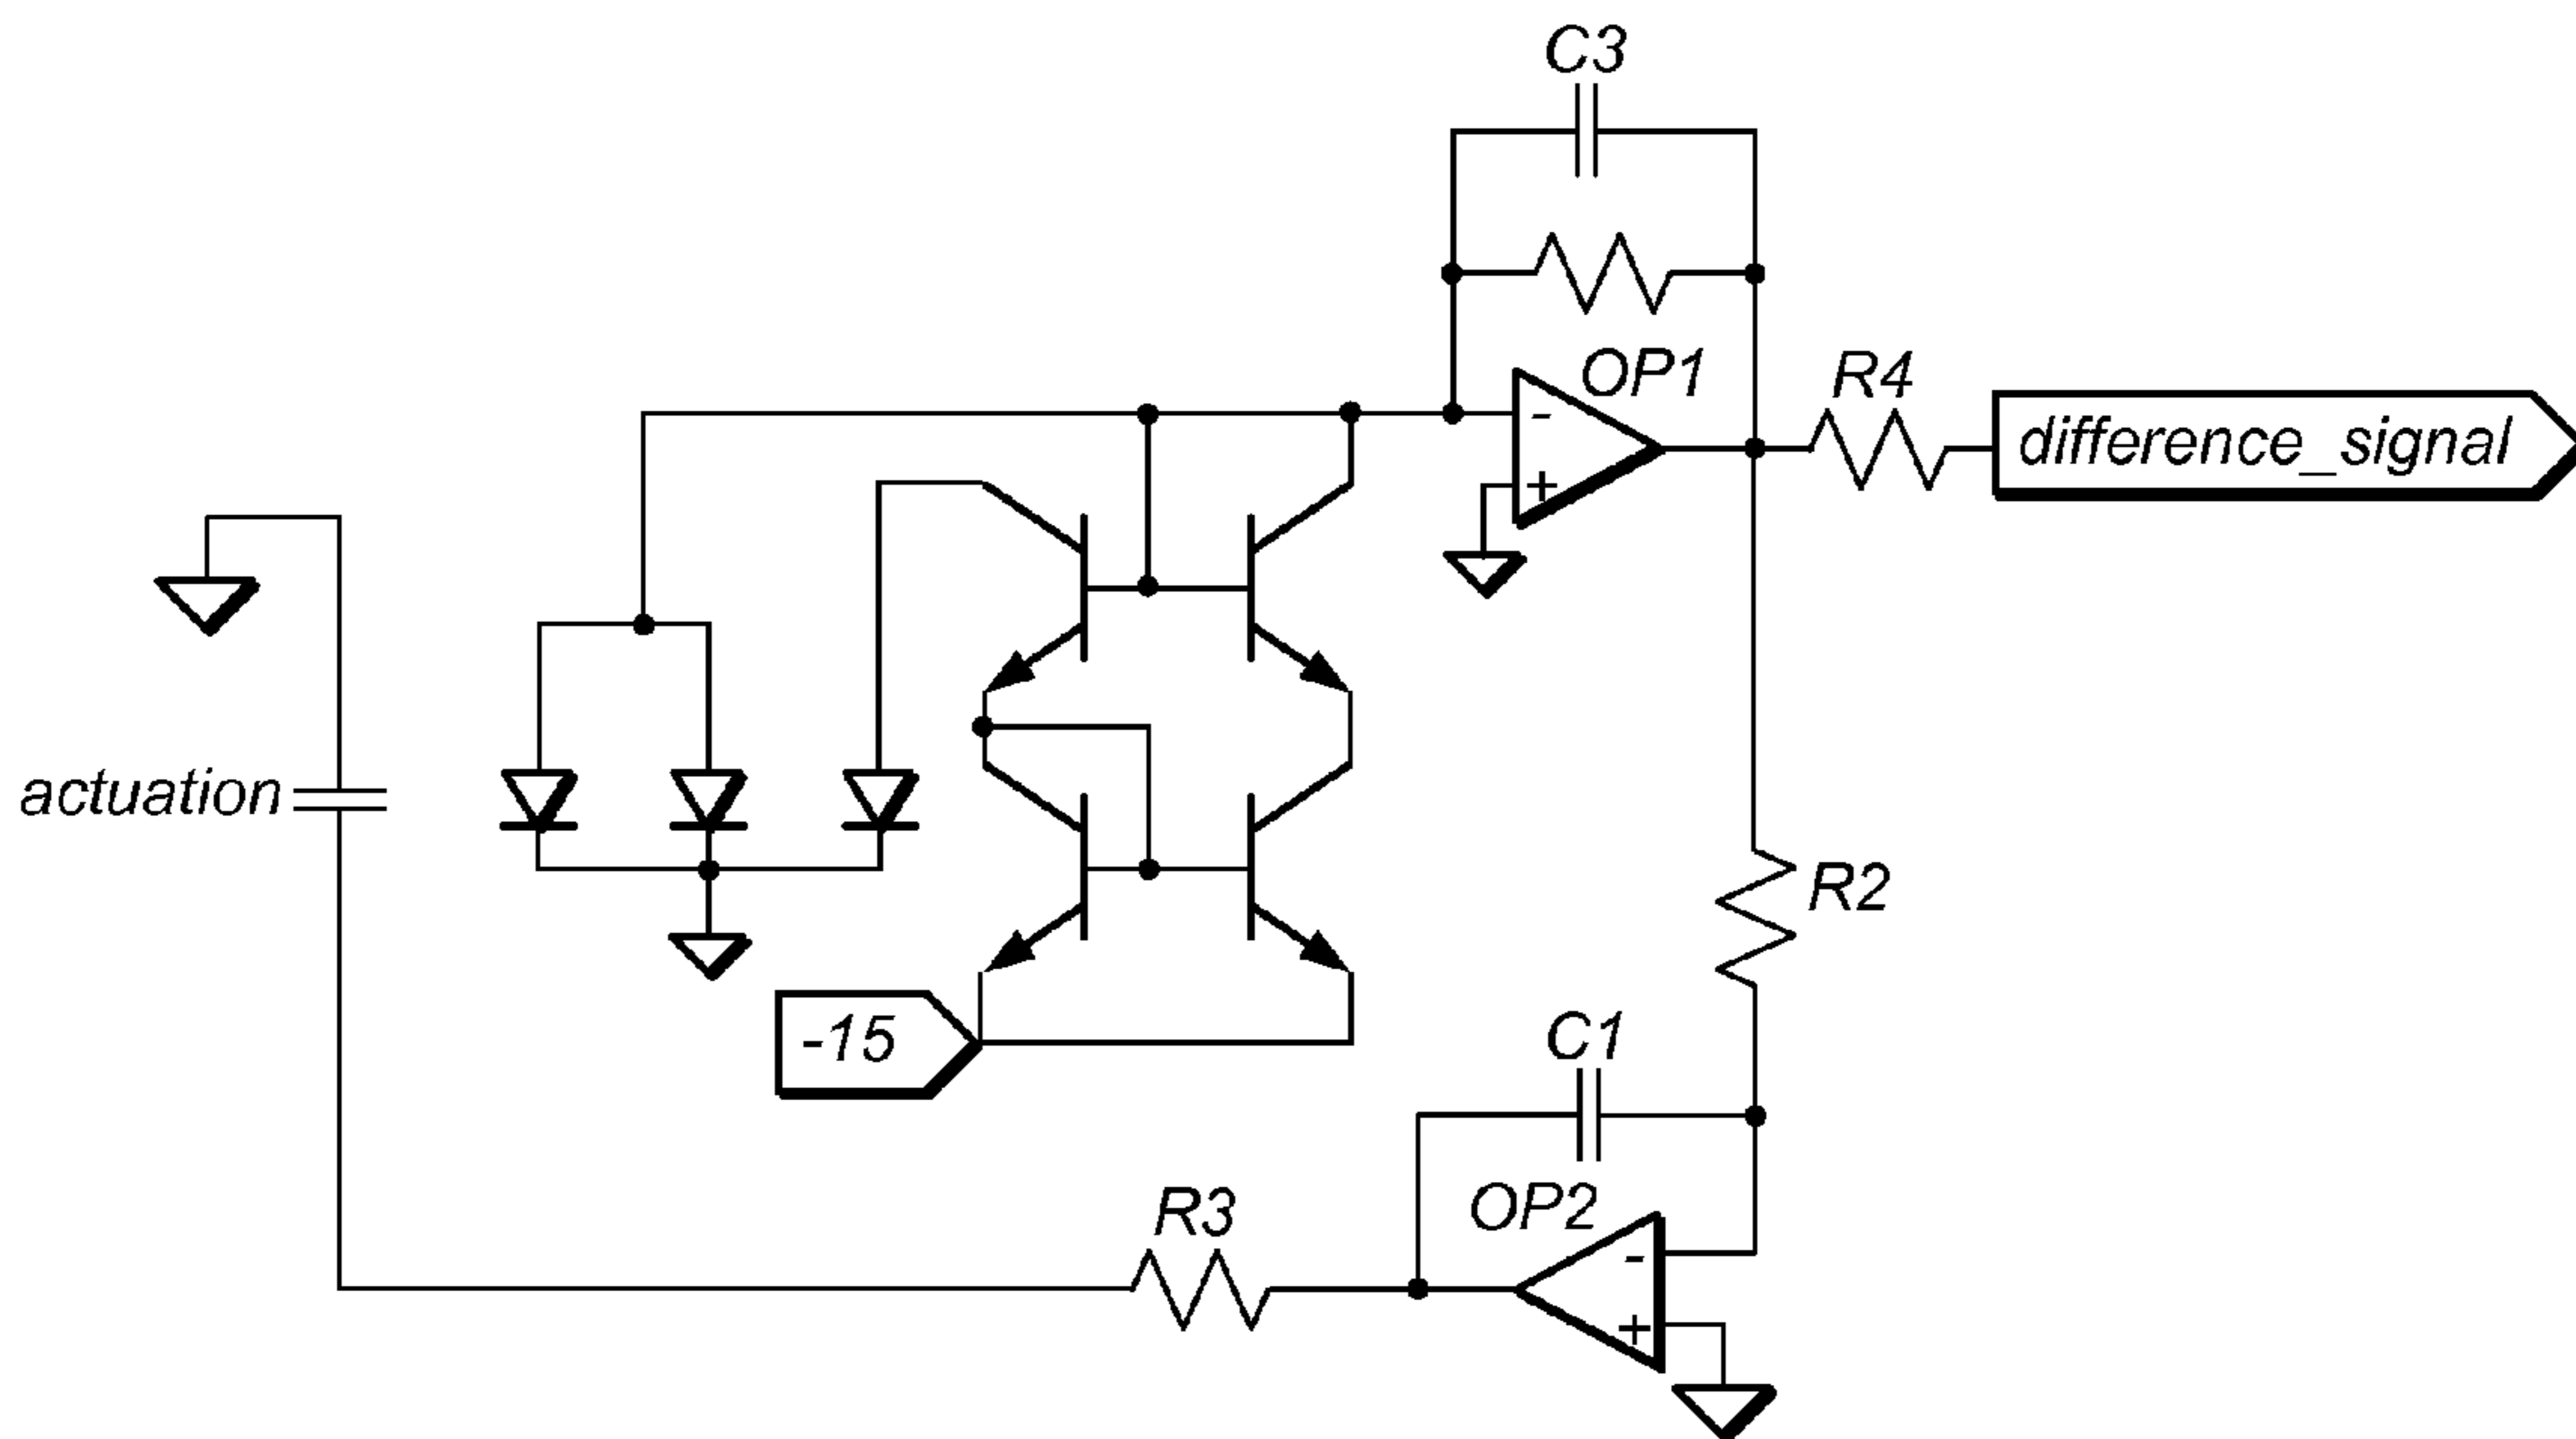 C3
OP1
-
+
R4
difference_signal
actuation
R2
-15
C1
R3
OP2
-
+